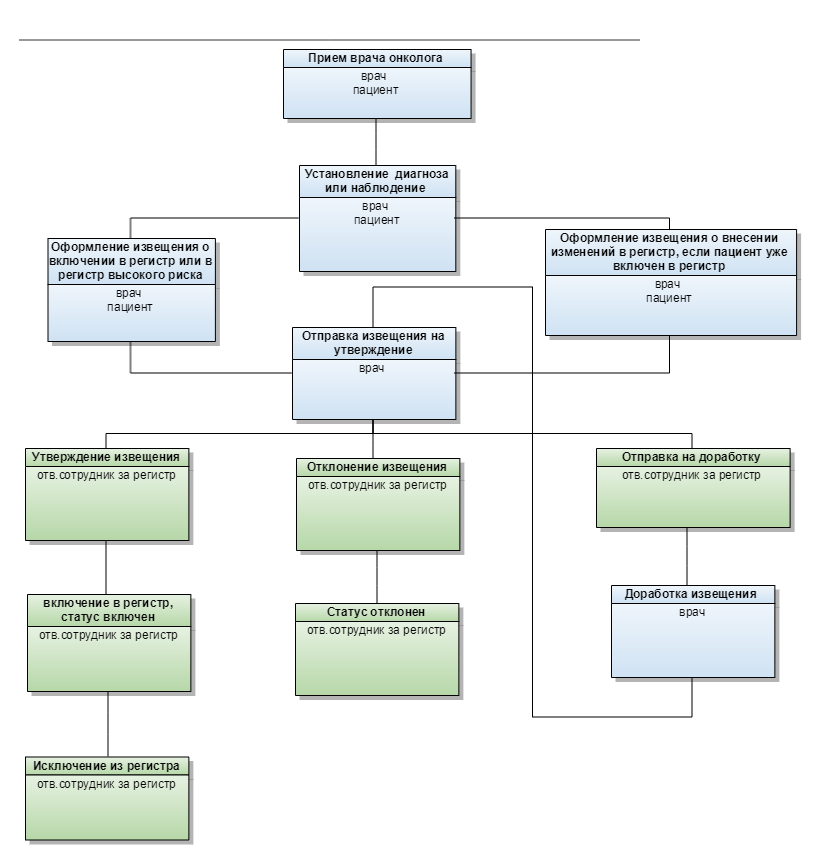 Прием врача онколога
врач
пациент
Установление диагноза
или наблюдение
врач
пациент
Оформление извещения о
включении в регистр или в
регистр высокого риска
врач
пациент
Оформление извещения о внесении
изменений в регистр, если пациент уже
включен в регистр
врач
пациент
Отправка извещения на
утверждение
врач
Утверждение извещения
отв.сотрудник за регистр
Отклонение извещения
отв.сотрудник за регистр
Отправка на доработку
отв.сотрудник за регистр
включение в регистр,
статус включен
отв.сотрудник за регистр
Статус отклонен
отв.сотрудник за регистр
Доработка извещения
врач
Исключение из регистра
отв.сотрудник за регистр